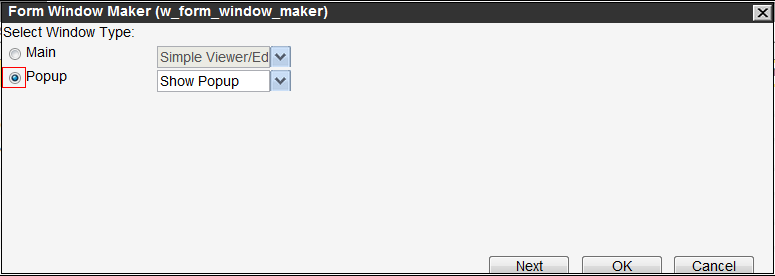 Form Window Maker (w_form_window_maker)
Select Window Type:
Main
Simple Viewer/Ed
Popup
Show Popup
Next
OK
Cancel